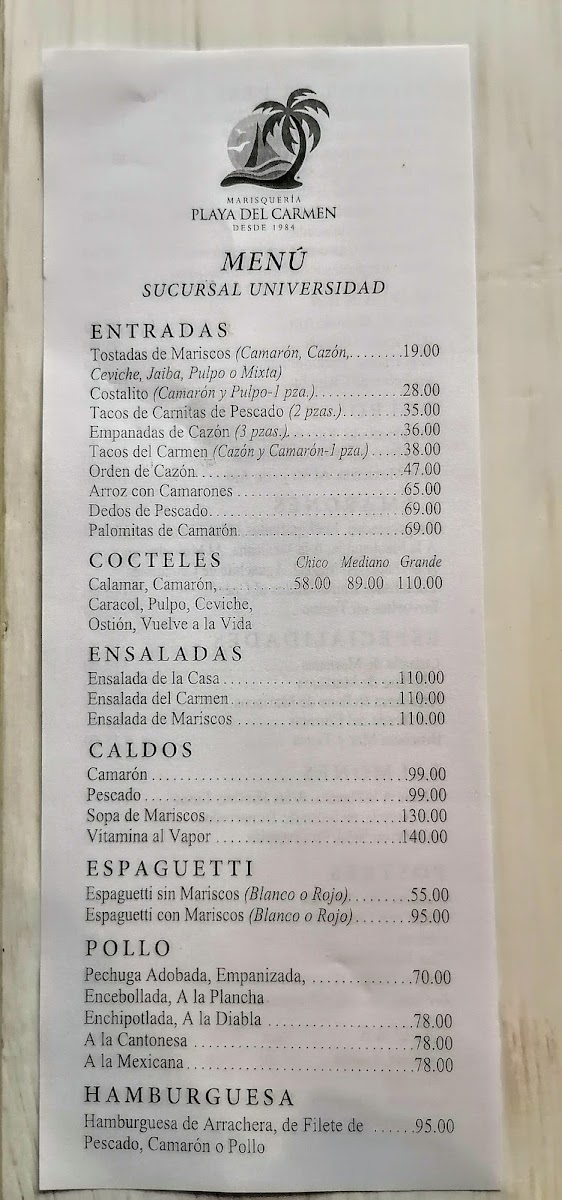 MARISQUERÍA
PLAYA DEL CARMEN
DESDE 1984
MENÚ
SUCURSAL UNIVERSIDAD
ENTRADAS
Tostadas de Mariscos (Camarón, Cazón,........19.00
Ceviche, Jaiba, Pulpo o Mixta)
Costalito (Camarón y Pulpo-1 pza.).............28.00
Tacos de Carnitas de Pescado (2 pzas).........35.00
Empanadas de Cazón (3 pzas.).................36.00
Tacos del Carmen (Cazón y Camarón-1 pza.).....38.00
Orden de Cazón..............................47.00
Arroz con Camarones.........................65.00
Dedos de Pescado............................69.00
Palomitas de Camarón........................69.00
COCTELES Chico Mediano Grande
Calamar, Camarón,............58.00 89.00 110.00
Caracol, Pulpo, Ceviche,
Ostión, Vuelve a la Vida
ENSALADAS
Ensalada de la Casa.........................110.00
Ensalada del Carmen.........................110.00
Ensalada de Mariscos........................110.00
CALDOS
Camarón.....................................99.00
Pescado.....................................99.00
Sopa de Mariscos............................130.00
Vitamina al Vapor...........................140.00
ESPAGUETTI
Espaguetti sin Mariscos (Blanco o Rojo).........55.00
Espaguetti con Mariscos (Blanco o Rojo)........95.00
POLLO
Pechuga Adobada, Empanizada, ..............70.00
Encebollada, A la Plancha
Enchipotlada, A la Diabla ....................78.00
A la Cantonesa..............................78.00
A la Mexicana...............................78.00
HAMBURGUESA
Hamburguesa de Arrachera, de Filete de ......95.00
Pescado, Camarón o Pollo